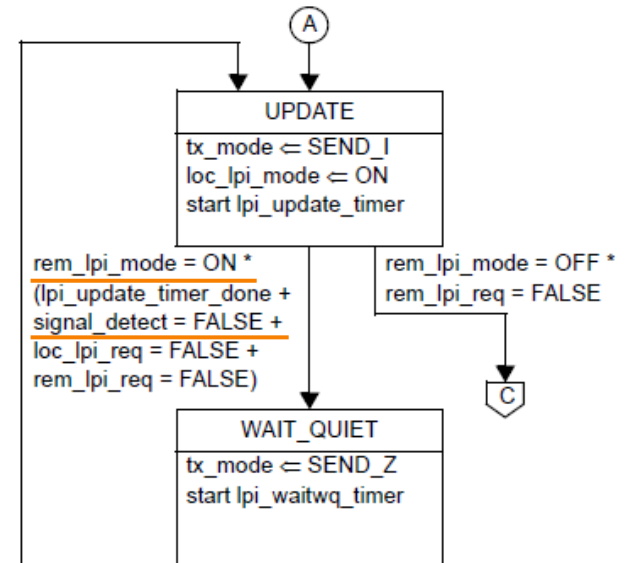 A
UPDATE
tx_mode ⇐ SEND_I
loc_lpi_mode ⇐ ON
start lpi_update_timer
rem_lpi_mode = ON *
(lpi_update_timer_done +
signal_detect = FALSE +
loc_lpi_req = FALSE +
rem_lpi_req = FALSE)
rem_lpi_mode = OFF *
rem_lpi_req = FALSE
C
WAIT_QUIET
tx_mode ⇐ SEND_Z
start lpi_waitwq_timer